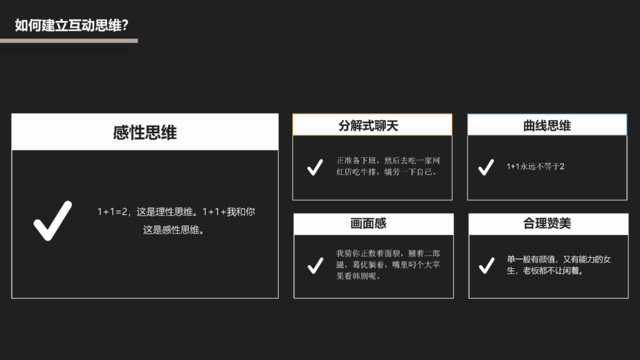 如何建立互动思维？
感性思维
1+1=2，这是理性思维。1+1+我和你
这是感性思维。
分解式聊天
正准备下班，然后去吃一家网
红店吃牛排，犒劳一下自己。
曲线思维
1+1永远不等于2
画面感
我猜你正敷着面貌，翘着二郎
腿，葛优躺着，嘴里叼个大苹
果看韩剧呢。
合理赞美
单一般有颜值，又有能力的女
生，老板都不让闲着。